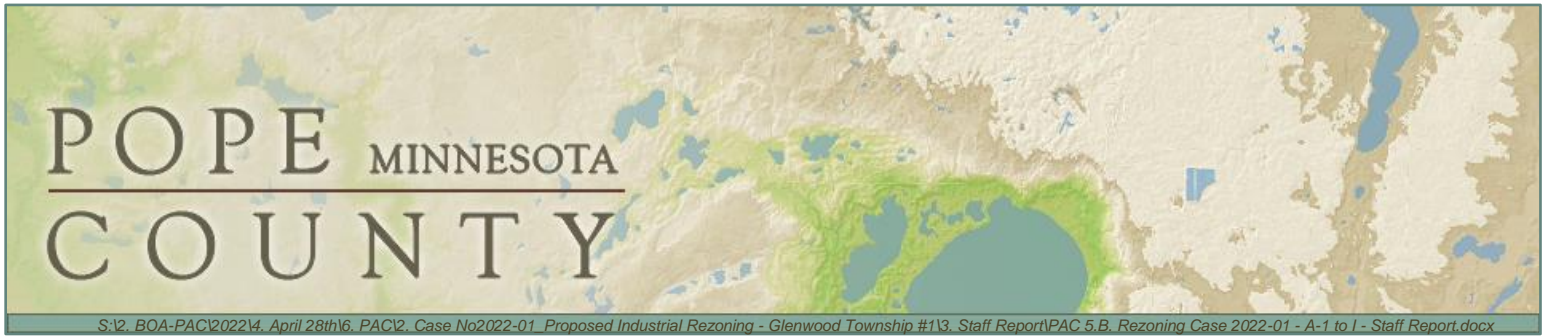 POPE MINNESOTA
COUNTY
S:\2. BOA-PAC\2022\4. April 28th\6. PAC\2. Case No2022-01_Proposed Industrial Rezoning - Glenwood Township #1\3. Staff Report\PAC 5.B. Rezoning Case 2022-01 - A-1 to I - Staff Report.docx